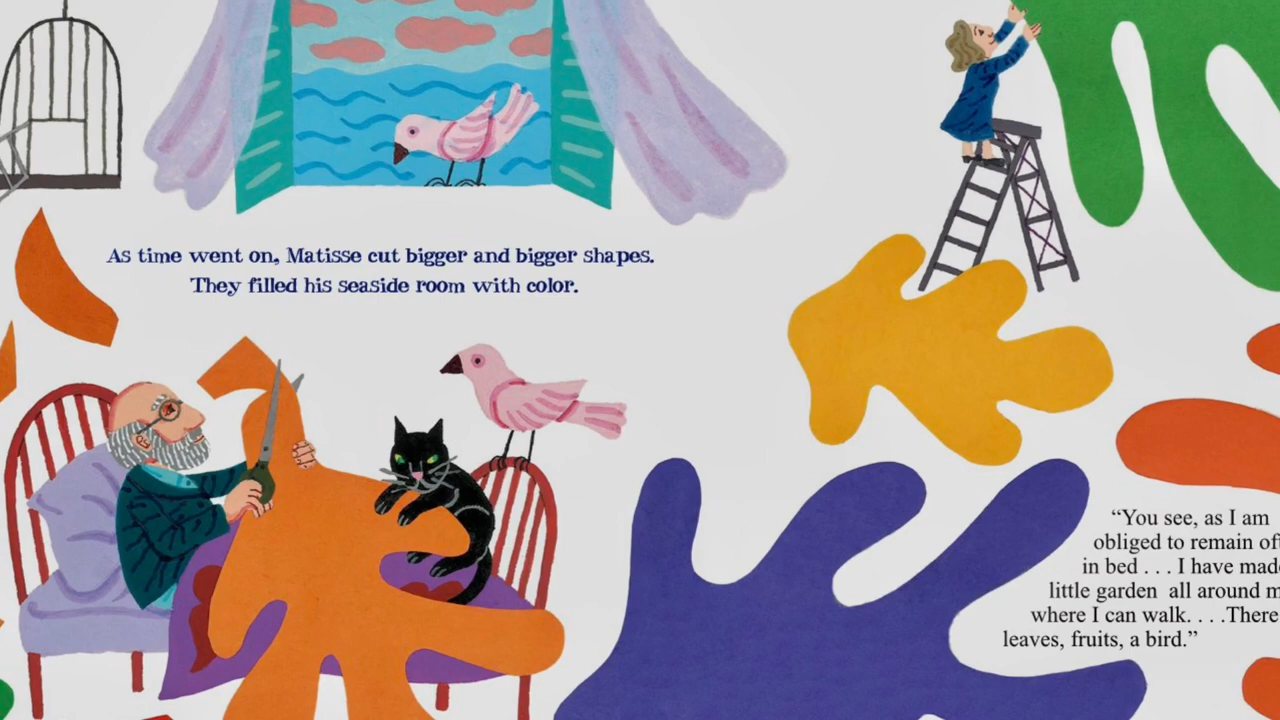 As time went on, Matisse cut bigger and bigger shapes.
They filled his seaside room with color.
“You see, as I am
obliged to remain
in bed . . . I have
little garden all around
where I can walk. . . .There
leaves, fruits, a bird.”